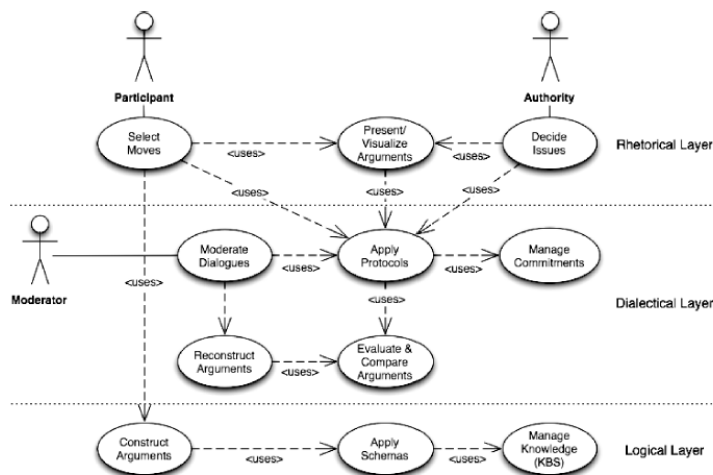 Participant
Authority
Select
Moves
<uses>
Present/
Visualize
Arguments
<uses>
Decide
Issues
Rhetorical Layer
<uses>
<uses>
<uses>
Moderator
Moderate
Dialogues
<uses>
Apply
Protocols
<uses>
Manage
Commitments
<uses>
<uses>
Dialectical Layer
Reconstruct
Arguments
<uses>
Evaluate &
Compare
Arguments
Construct
Arguments
<uses>
Apply
Schemas
<uses>
Manage
Knowledge
(KBS)
Logical Layer